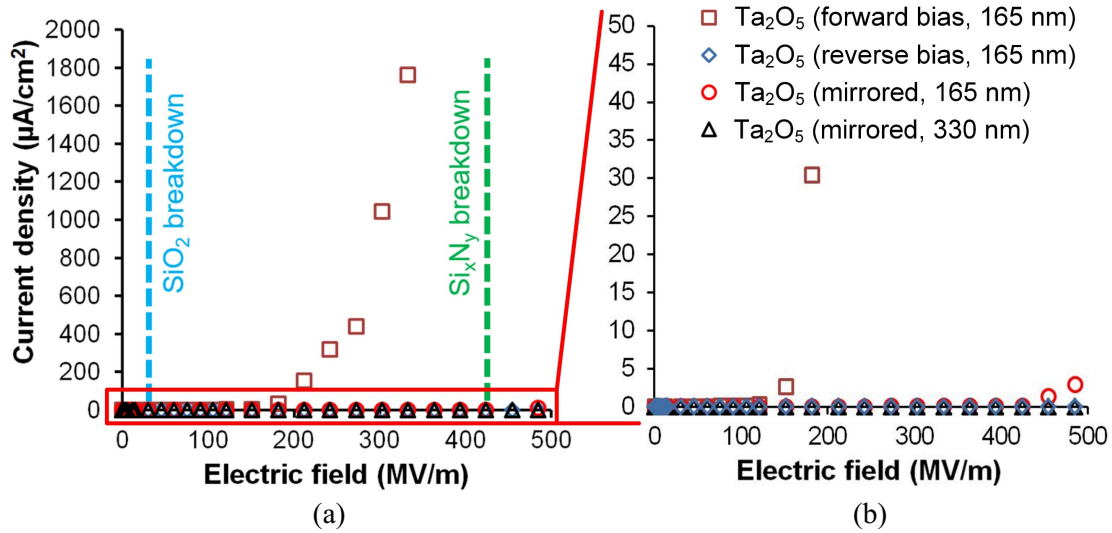 2000
1800
1600
1400
1200
1000
800
600
400
200
0
Current density (µA/cm²)
SiO₂ breakdown
SiₓNᵧ breakdown
0 100 200 300 400 500
Electric field (MV/m)
(a)
50
45
40
35
30
25
20
15
10
5
0
Ta₂O₅ (forward bias, 165 nm)
Ta₂O₅ (reverse bias, 165 nm)
Ta₂O₅ (mirrored, 165 nm)
Ta₂O₅ (mirrored, 330 nm)
0 100 200 300 400 500
Electric field (MV/m)
(b)